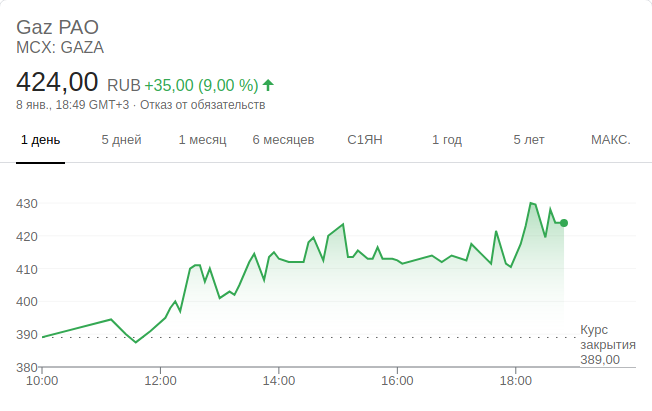 Gaz PAO
MCX: GAZA
424,00 RUB +35,00 (9,00 %)
8 янв., 18:49 GMT+3 · Отказ от обязательств
1 день 5 дней 1 месяц 6 месяцев С1ЯН 1 год 5 лет МАКС.
430
420
410
400
390
380
Курс
закрытия
389,00
10:00 12:00 14:00 16:00 18:00